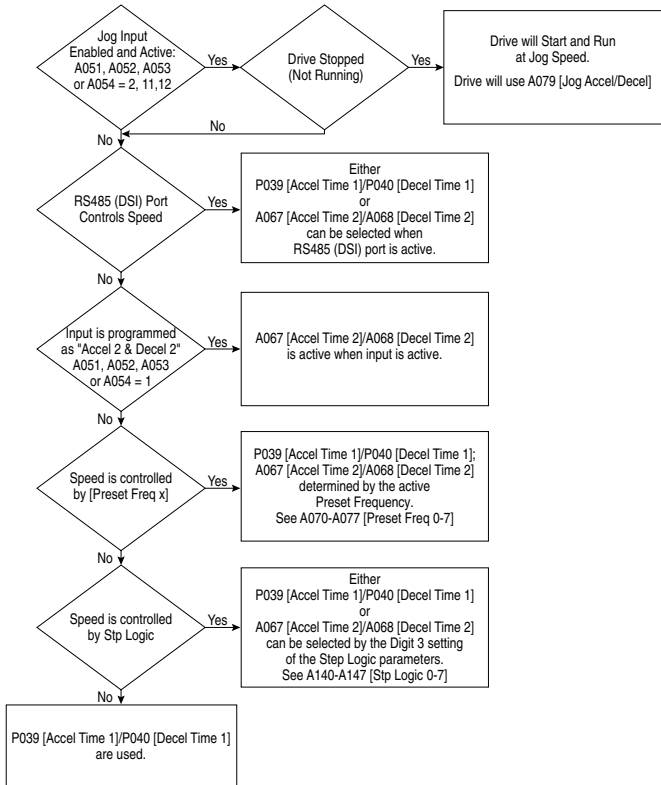 Jog Input
Enabled and Active:
A051, A052, A053
or A054 = 2, 11,12
Yes
Drive Stopped
(Not Running)
Yes
Drive will Start and Run
at Jog Speed.
Drive will use A079 [Jog Accel/Decel]
No
No
RS485 (DSI) Port
Controls Speed
Yes
Either
P039 [Accel Time 1]/P040 [Decel Time 1]
or
A067 [Accel Time 2]/A068 [Decel Time 2]
can be selected when
RS485 (DSI) port is active.
No
Input is programmed
as "Accel 2 & Decel 2"
A051, A052, A053
or A054 = 1
Yes
A067 [Accel Time 2]/A068 [Decel Time 2]
is active when input is active.
No
Speed is controlled
by [Preset Freq x]
Yes
P039 [Accel Time 1]/P040 [Decel Time 1];
A067 [Accel Time 2]/A068 [Decel Time 2]
determined by the active
Preset Frequency.
See A070-A077 [Preset Freq 0-7]
No
Speed is controlled
by Stp Logic
Yes
Either
P039 [Accel Time 1]/P040 [Decel Time 1]
or
A067 [Accel Time 2]/A068 [Decel Time 2]
can be selected by the Digit 3 setting
of the Step Logic parameters.
See A140-A147 [Stp Logic 0-7]
No
P039 [Accel Time 1]/P040 [Decel Time 1]
are used.